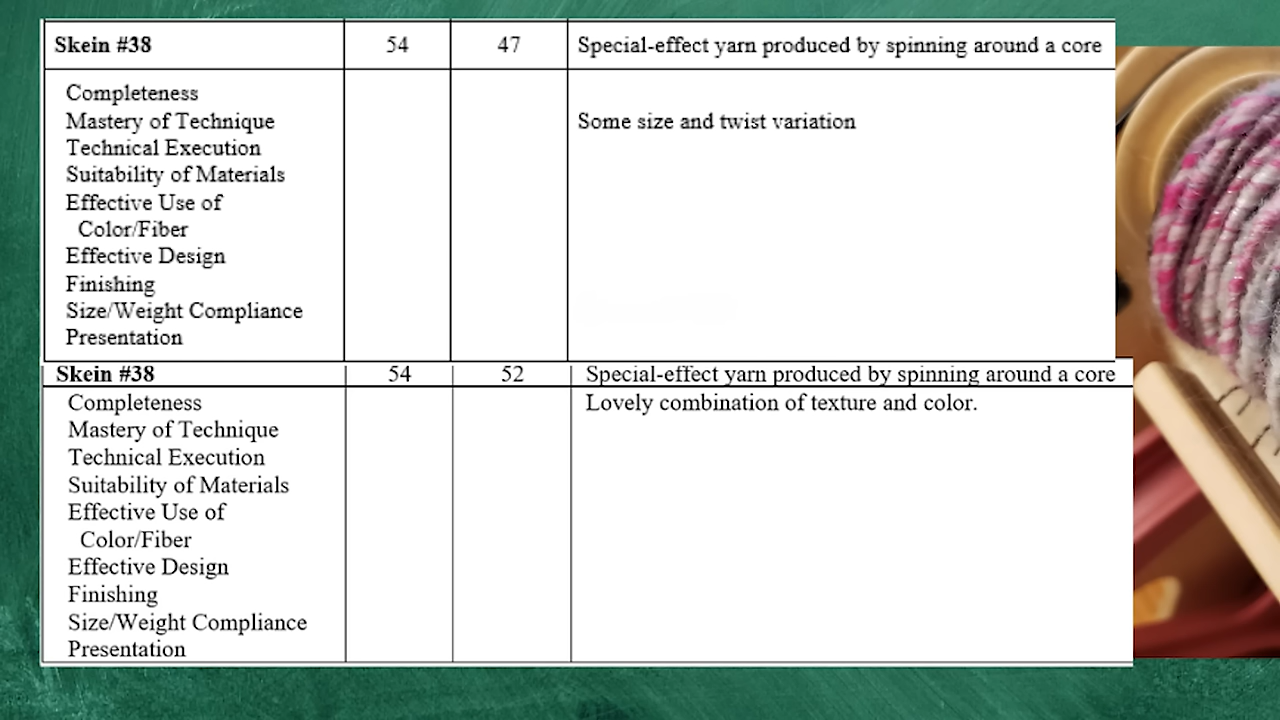 Skein #38 54 47 Special-effect yarn produced by spinning around a core
Completeness
Mastery of Technique Some size and twist variation
Technical Execution
Suitability of Materials
Effective Use of
Color/Fiber
Effective Design
Finishing
Size/Weight Compliance
Presentation
Skein #38 54 52 Special-effect yarn produced by spinning around a core
Completeness Lovely combination of texture and color.
Mastery of Technique
Technical Execution
Suitability of Materials
Effective Use of
Color/Fiber
Effective Design
Finishing
Size/Weight Compliance
Presentation